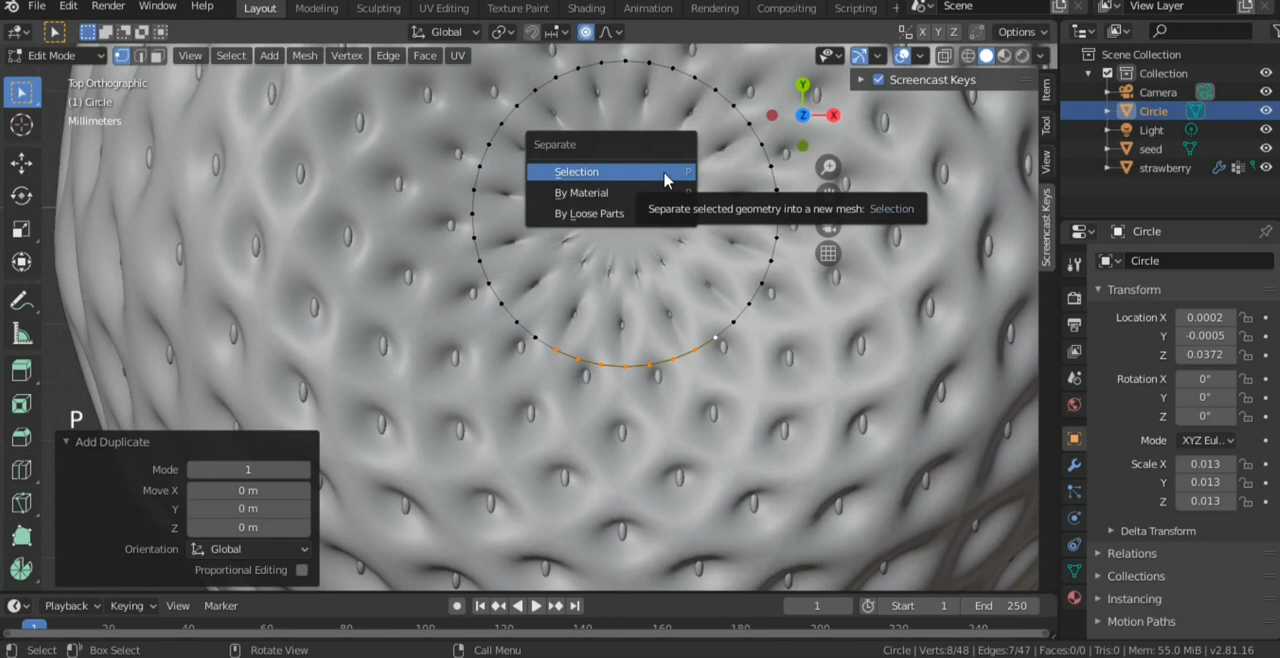 File Edit Render Window Help Layout Modeling Sculpting UV Editing Texture Paint Shading Animation Rendering Compositing Scripting Scene View Layer
Global X Y Z Options
Edit Mode View Select Add Mesh Vertex Edge Face UV
Scene Collection
Collection
Camera
Circle
Light
seed
strawberry
Top Orthographic
(1) Circle
Millimeters
Screencast Keys
Y
Z
X
Item
Tool
View
Screencast Keys
Separate
Selection P
By Material P
By Loose Parts
Separate selected geometry into a new mesh: Selection
P
Add Duplicate
Mode 1
Move X 0 m
Y 0 m
Z 0 m
Orientation Global
Proportional Editing
Circle
Circle
Transform
Location X 0.0002
Y -0.0005
Z 0.0372
Rotation X 0°
Y 0°
Z 0°
Mode XYZ Eul..
Scale X 0.013
Y 0.013
Z 0.013
Delta Transform
Relations
Collections
Instancing
Motion Paths
Playback Keying View Marker 1 Start 1 End 250
1
Select Box Select Rotate View Call Menu Circle | Verts:8/48 | Edges:7/47 | Faces:0/0 | Tris:0 | Mem: 55.0 MiB | v2.81.16